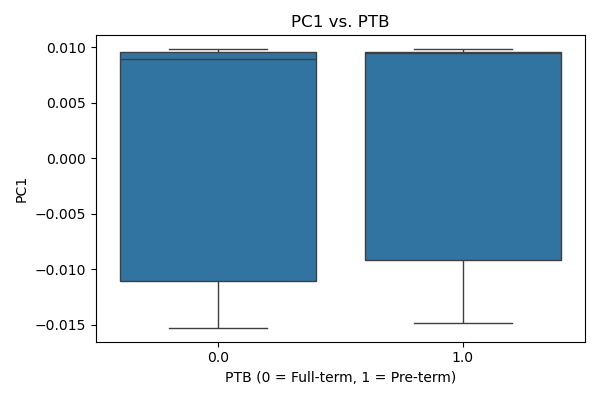 PC1 vs. PTB
0.010
0.005
0.000
−0.005
−0.010
−0.015
PC1
0.0
1.0
PTB (0 = Full-term, 1 = Pre-term)